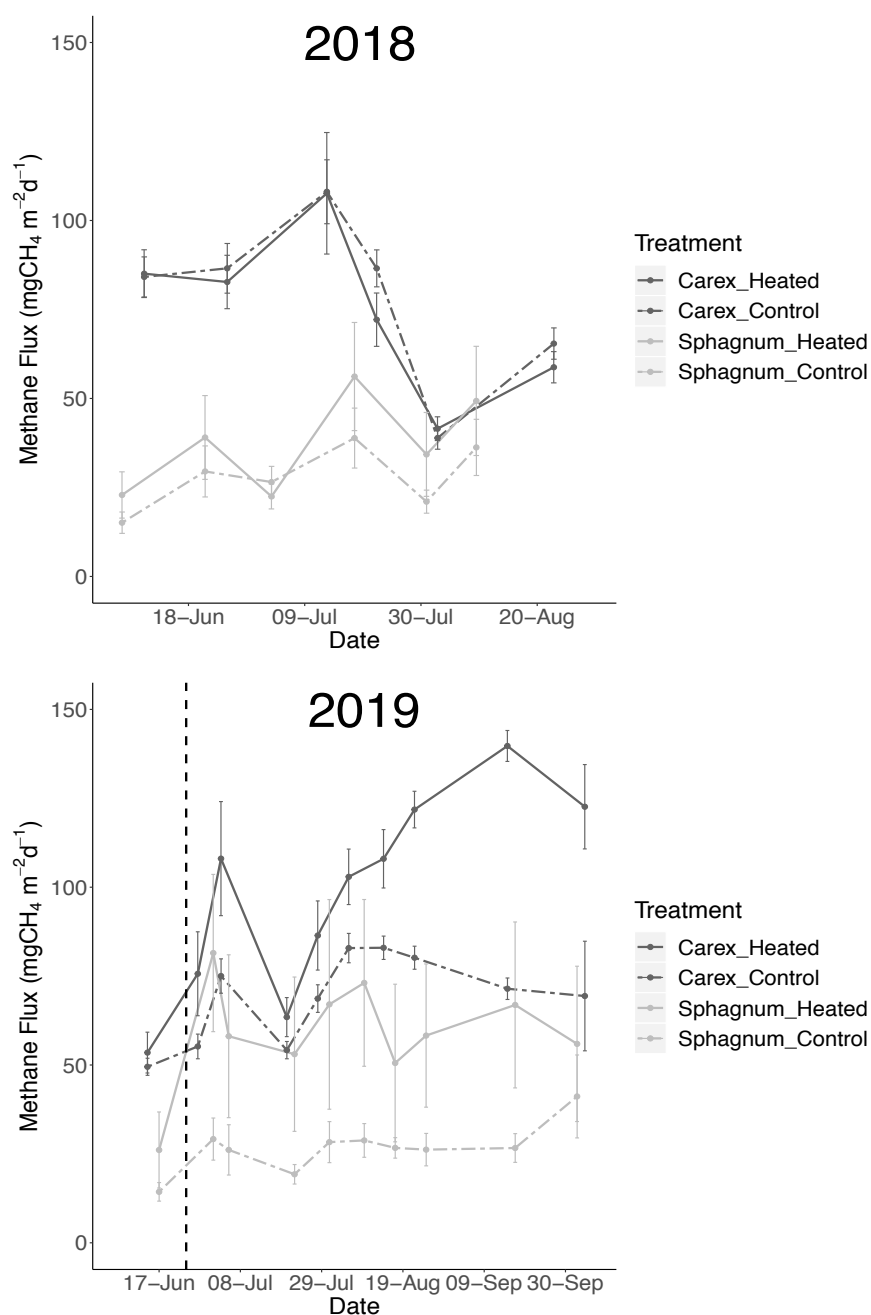 2018
150
100
50
0
Methane Flux (mgCH₄ m⁻²d⁻¹)
18–Jun 09–Jul 30–Jul 20–Aug
Date
Treatment
Carex_Heated
Carex_Control
Sphagnum_Heated
Sphagnum_Control
2019
150
100
50
0
Methane Flux (mgCH₄ m⁻²d⁻¹)
17–Jun 08–Jul 29–Jul 19–Aug 09–Sep 30–Sep
Date
Treatment
Carex_Heated
Carex_Control
Sphagnum_Heated
Sphagnum_Control